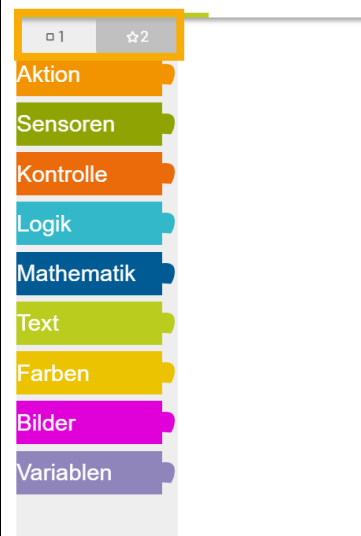 1 2
Aktion
Sensoren
Kontrolle
Logik
Mathematik
Text
Farben
Bilder
Variablen